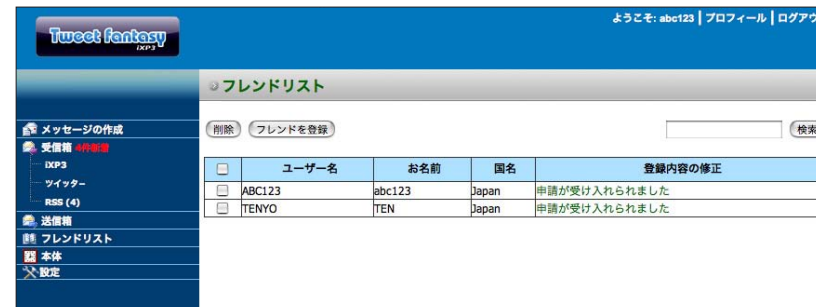 Tweet Fantasy
iXP3
ようこそ: abc123 | プロフィール | ログアウ
フレンドリスト
メッセージの作成
受信箱 4件新着
iXP3
ツイッター
RSS (4)
送信箱
フレンドリスト
本体
設定
削除 フレンドを登録 検索
ユーザー名 お名前 国名 登録内容の修正
ABC123 abc123 Japan 申請が受け入れられました
TENYO TEN Japan 申請が受け入れられました